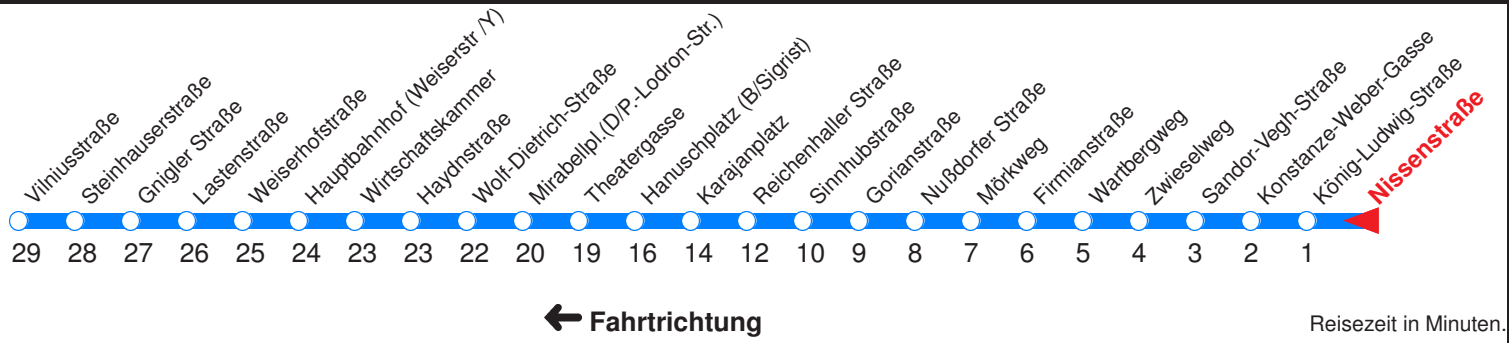 Viliniusstraße
Steinhauserstraße
Gnigler Straße
Lastenstraße
Weiserhofstraße
Hauptbahnhof (Weiserstr /Y)
Wirtschaftskammer
Haydnstraße
Wolf-Dietrich-Straße
Mirabellpl.(D/P.-Lodron-Str.)
Theatergasse
Hanuschplatz (B/Sigrist)
Karajanplatz
Reichenhaller Straße
Sinnhubstraße
Gorianstraße
Nußdorfer Straße
Mörkweg
Firmianstraße
Wartbergweg
Zwieselweg
Sandor-Vegh-Straße
Konstanze-Weber-Gasse
König-Ludwig-Straße
Nissenstraße
29 28 27 26 25 24 23 23 22 20 19 16 14 12 10 9 8 7 6 5 4 3 2 1
Fahrtrichtung
Reisezeit in Minuten.